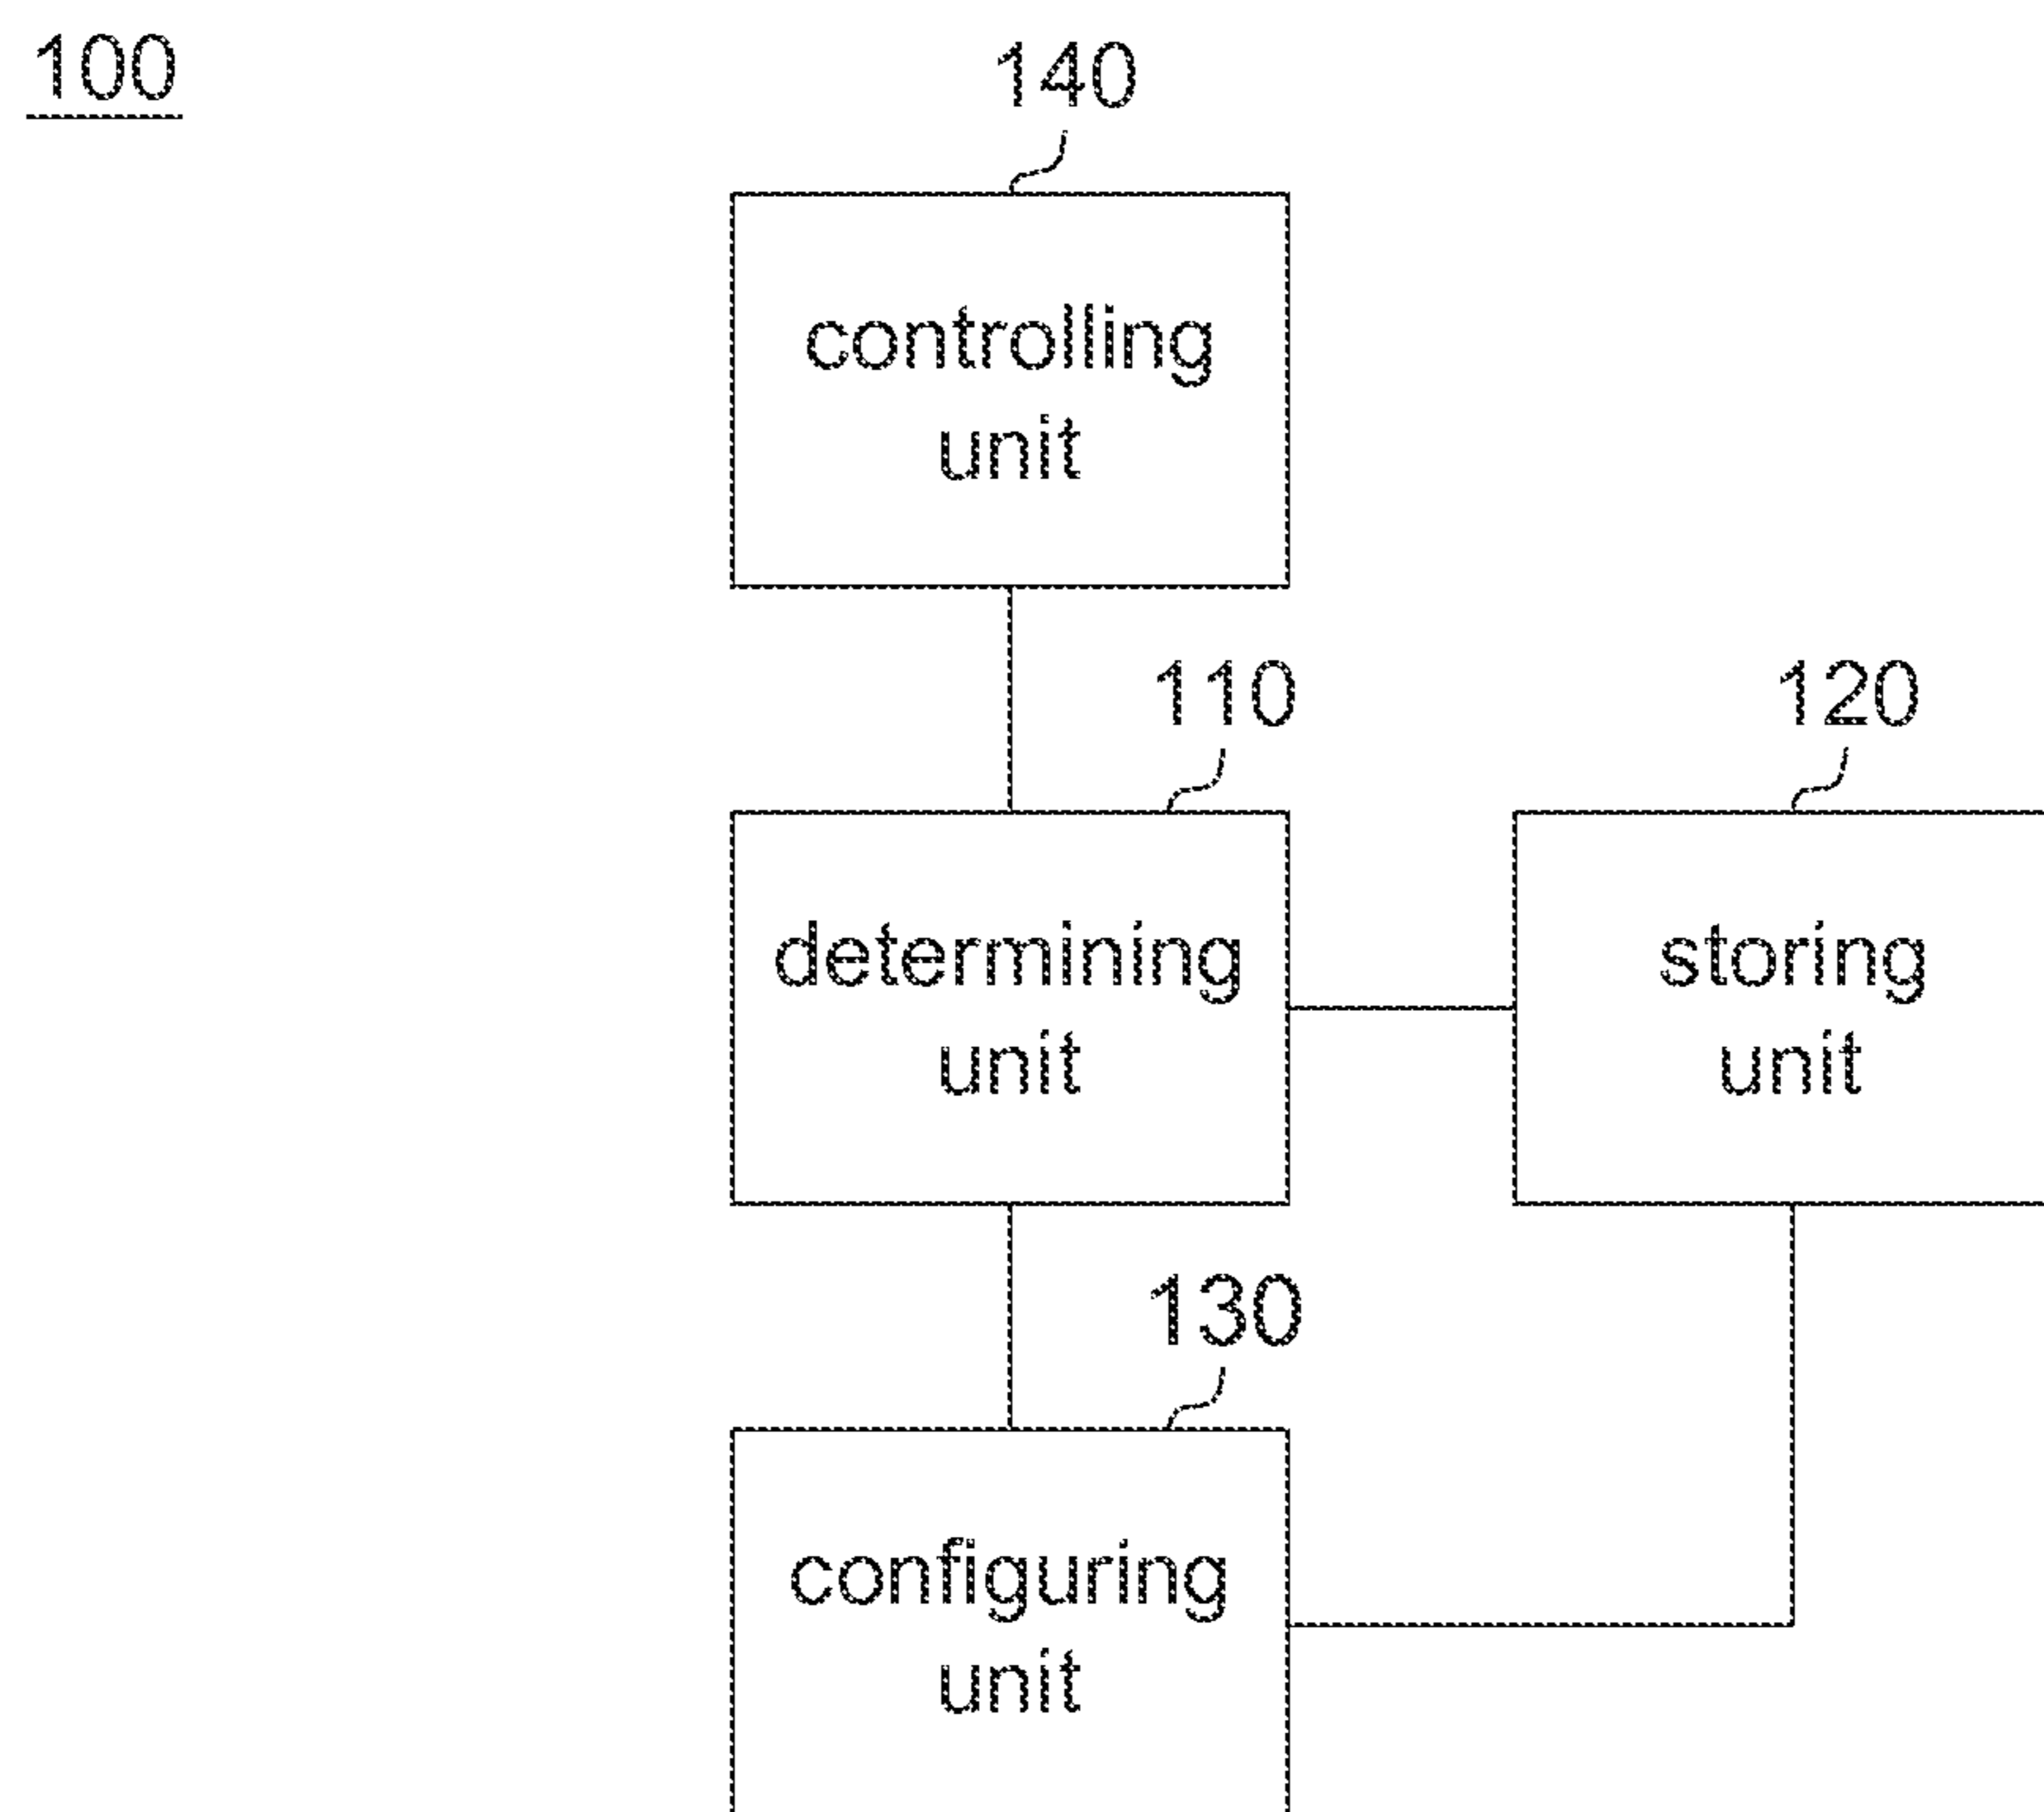 100
140
controlling
unit
110
120
determining
unit
storing
unit
130
configuring
unit